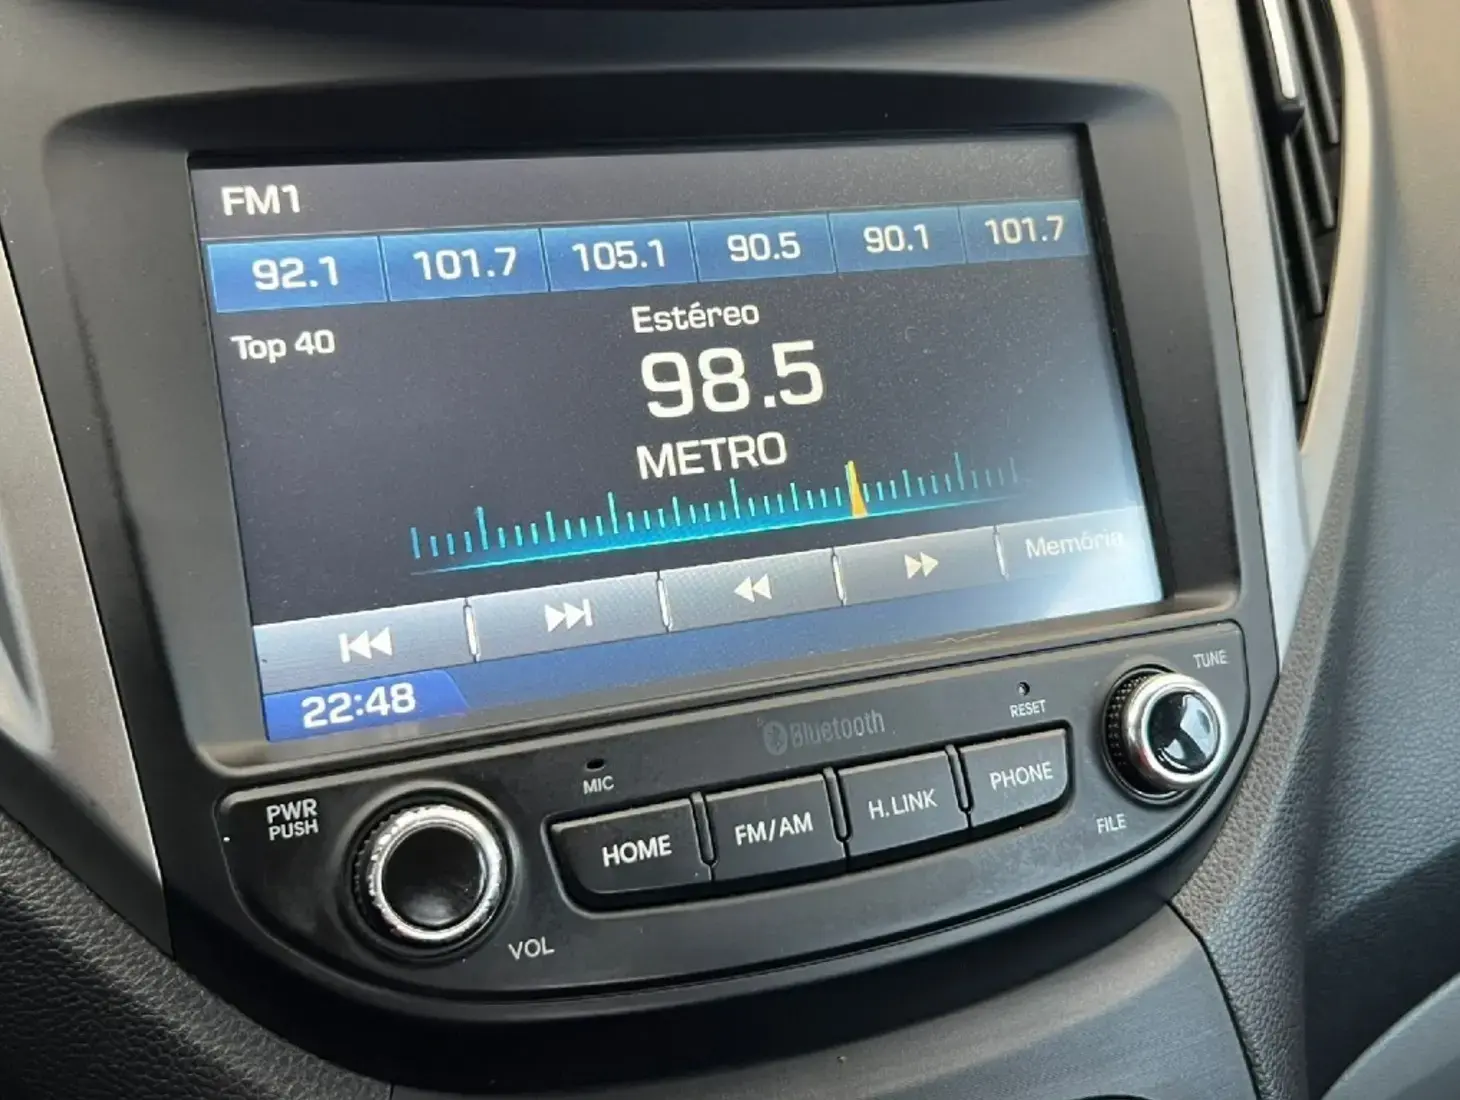 FM1
92.1 101.7 105.1 90.5 90.1 101.7
Top 40
Estéreo
98.5
METRO
Memória
22:48
TUNE
Bluetooth
RESET
MIC
PWR
PUSH
HOME
FM/AM
H.LINK
PHONE
FILE
VOL